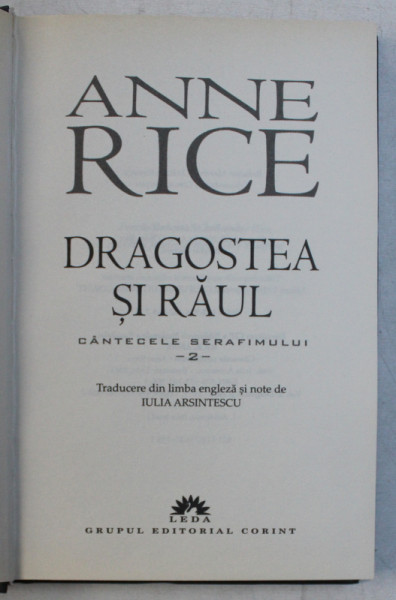 ANNE
RICE
DRAGOSTEA
ȘI RĂUL
CÂNTECELE SERAFIMULUI
–2–
Traducere din limba engleză și note de
IULIA ARSINTESCU
LEDA
GRUPUL EDITORIAL CORINT